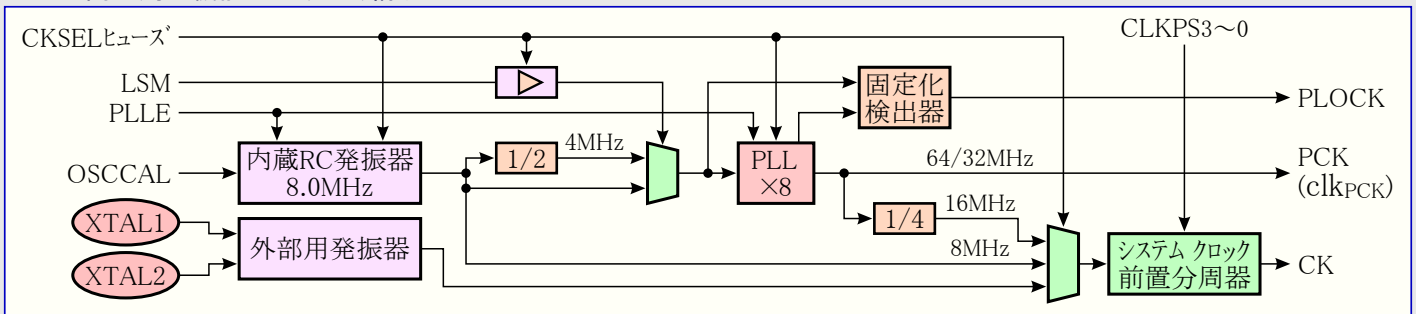 CKSELヒューズ
CLKPS3～0
LSM
PLLE
固定化
検出器
PLOCK
OSCCAL
内蔵RC発振器
8.0MHz
1/2
4MHz
PLL
×8
64/32MHz
PCK
(clkPCK)
XTAL1
XTAL2
外部用発振器
1/4
16MHz
8MHz
システム クロック
前置分周器
CK